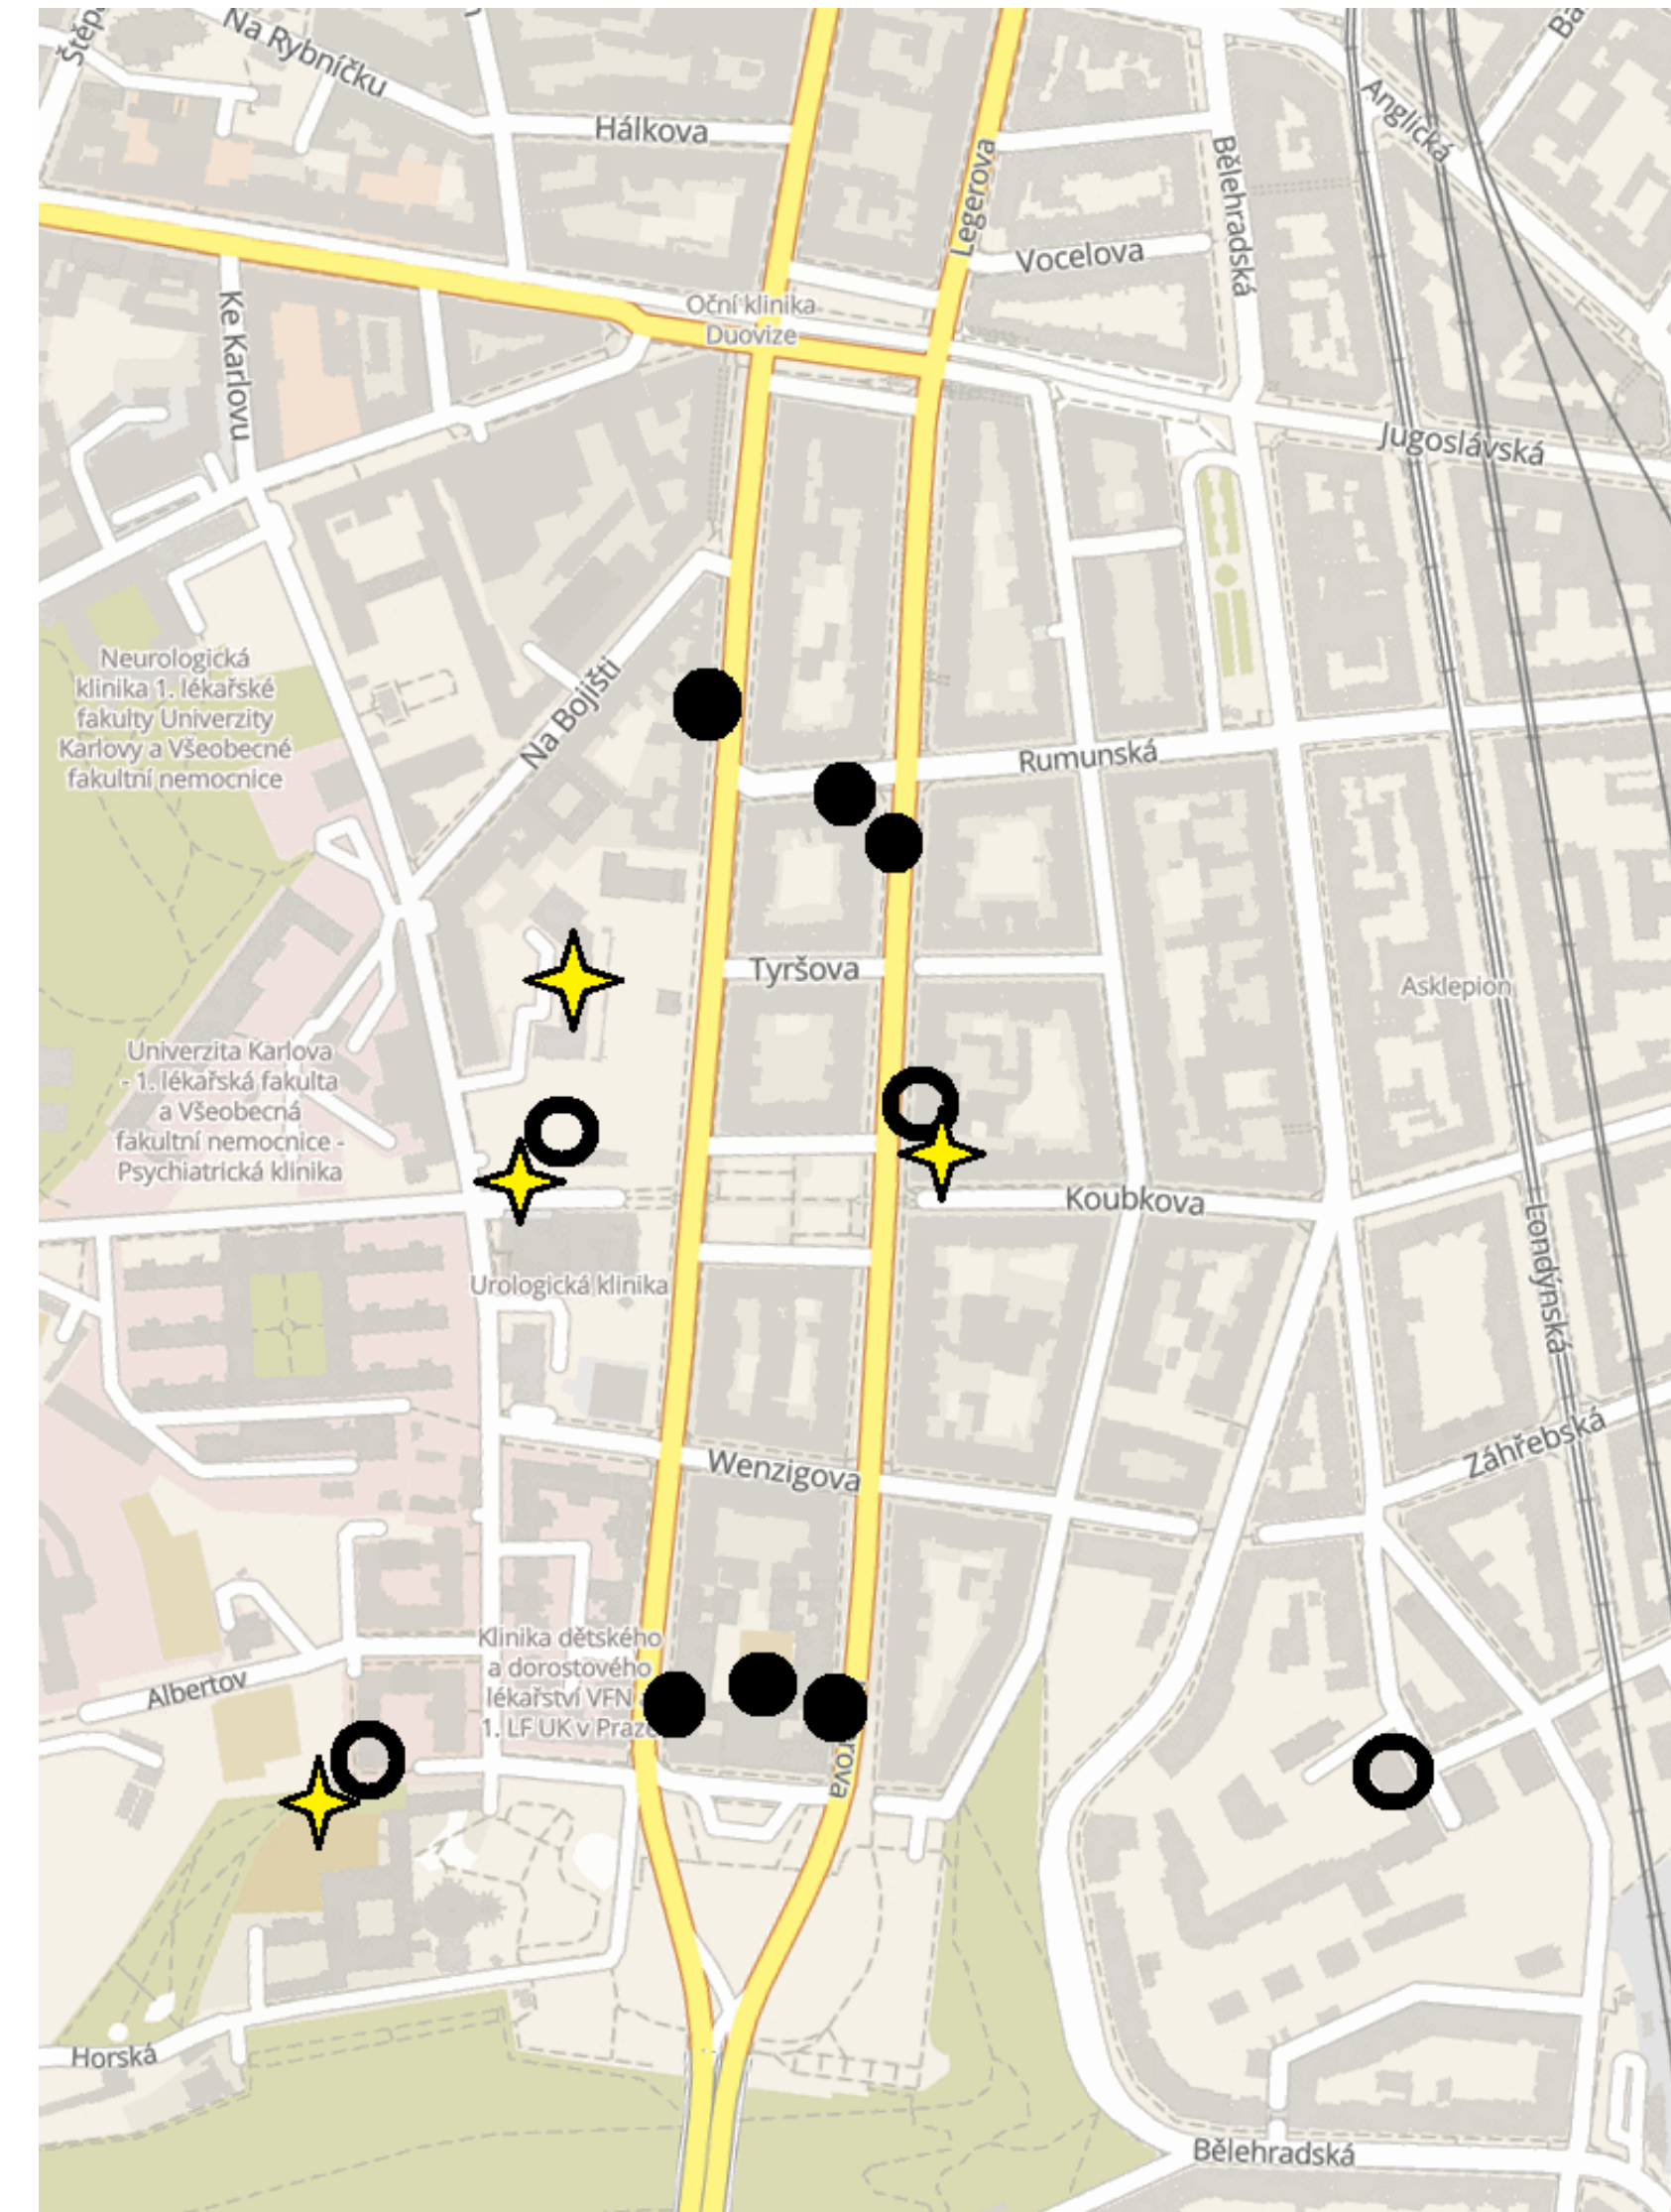 Na Rybníčku
Hálkova
Anglická
Legerova
Bělehradská
Vocelova
Oční klinika
Duovize
Ke Karlovu
Jugoslávská
Neurologická
klinika 1. lékařské
fakulty Univerzity
Karlovy a Všeobecné
fakultní nemocnice
Na Bojišti
Rumunská
Tyršova
Asklepion
Univerzita Karlova
- 1. lékařská fakulta
a Všeobecná
fakultní nemocnice -
Psychiatrická klinika
Koubkova
Londýnská
Urologická klinika
Záhřebská
Wenzigova
Klinika dětského
a dorostového
lékařství VFN
1. LF UK v Praze
Albertov
rova
Horská
Bělehradská